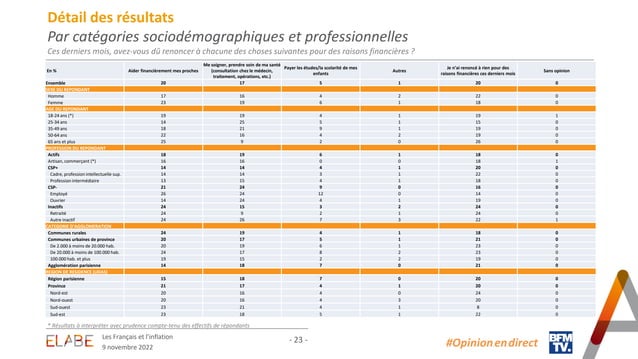 Détail des résultats
Par catégories sociodémographiques et professionnelles
Ces derniers mois, avez-vous dû renoncer à chacune des choses suivantes pour des raisons financières ?
En % Aider financièrement mes proches Me soigner, prendre soin de ma santé (consultation chez le médecin, traitement, opérations, etc.) Payer les études/la scolarité de mes enfants Autres Je n'ai renoncé à rien pour des raisons financières ces derniers mois Sans opinion
Ensemble 20 17 5 1 20 0
SEXE DU REPONDANT
Homme 17 16 4 2 22 0
Femme 23 19 6 1 18 0
AGE DU REPONDANT
18-24 ans (*) 19 19 4 1 19 1
25-34 ans 14 25 5 1 15 0
35-49 ans 18 21 9 1 19 0
50-64 ans 22 16 4 2 19 0
65 ans et plus 25 9 2 0 26 0
PROFESSION DU REPONDANT
Actifs 18 19 6 1 18 0
Artisan, commerçant (*) 16 16 0 0 18 1
CSP+ 14 14 4 1 20 0
Cadre, profession intellectuelle sup. 14 14 3 1 22 0
Profession intermédiaire 13 15 4 1 18 0
CSP- 21 24 9 0 16 0
Employé 26 24 12 0 14 0
Ouvrier 14 24 4 1 19 0
Inactifs 24 15 3 2 24 0
Retraité 24 9 2 1 24 0
Autre inactif 24 26 7 3 22 1
CATEGORIE D'AGGLOMERATION
Communes rurales 24 19 4 1 18 0
Communes urbaines de province 20 17 5 1 21 0
De 2.000 à moins de 20.000 hab. 20 19 6 1 23 0
De 20.000 à moins de 100.000 hab. 24 17 8 2 23 0
100.000 hab. et plus 19 15 2 2 19 0
Agglomération parisienne 14 18 7 0 21 0
REGION DE RESIDENCE (UDA5)
Région parisienne 15 18 7 0 20 0
Province 21 17 4 1 20 0
Nord-est 20 16 4 0 24 0
Nord-ouest 20 16 4 3 20 0
Sud-ouest 23 21 4 1 8 0
Sud-est 23 18 5 1 22 0
* Résultats à interpréter avec prudence compte-tenu des effectifs de répondants
ELABE
Les Français et l'inflation
9 novembre 2022
- 23 -
#Opinion en direct
BFM
TV.